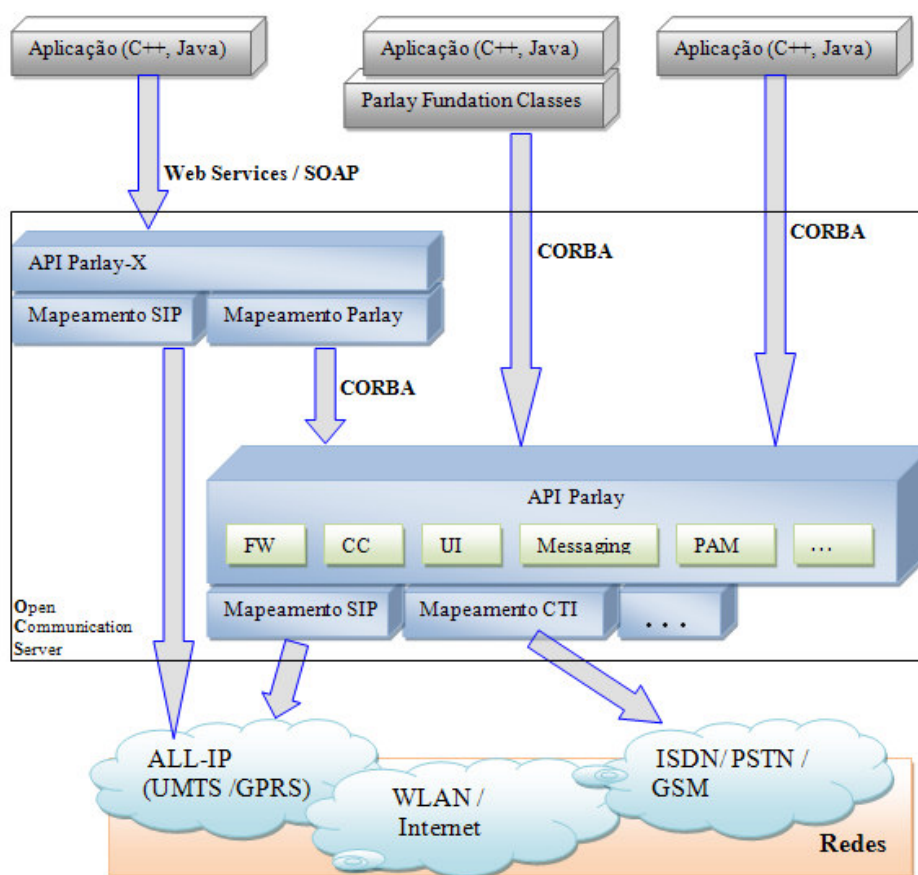 Aplicação (C++, Java)
Aplicação (C++, Java)
Aplicação (C++, Java)
Parlay Fundation Classes
Web Services / SOAP
CORBA
CORBA
API Parlay-X
Mapeamento SIP
Mapeamento Parlay
CORBA
API Parlay
FW
CC
UI
Messaging
PAM
...
Mapeamento SIP
Mapeamento CTI
...
Open
Communication
Server
ALL-IP
(UMTS /GPRS)
WLAN /
Internet
ISDN/ PSTN /
GSM
Redes